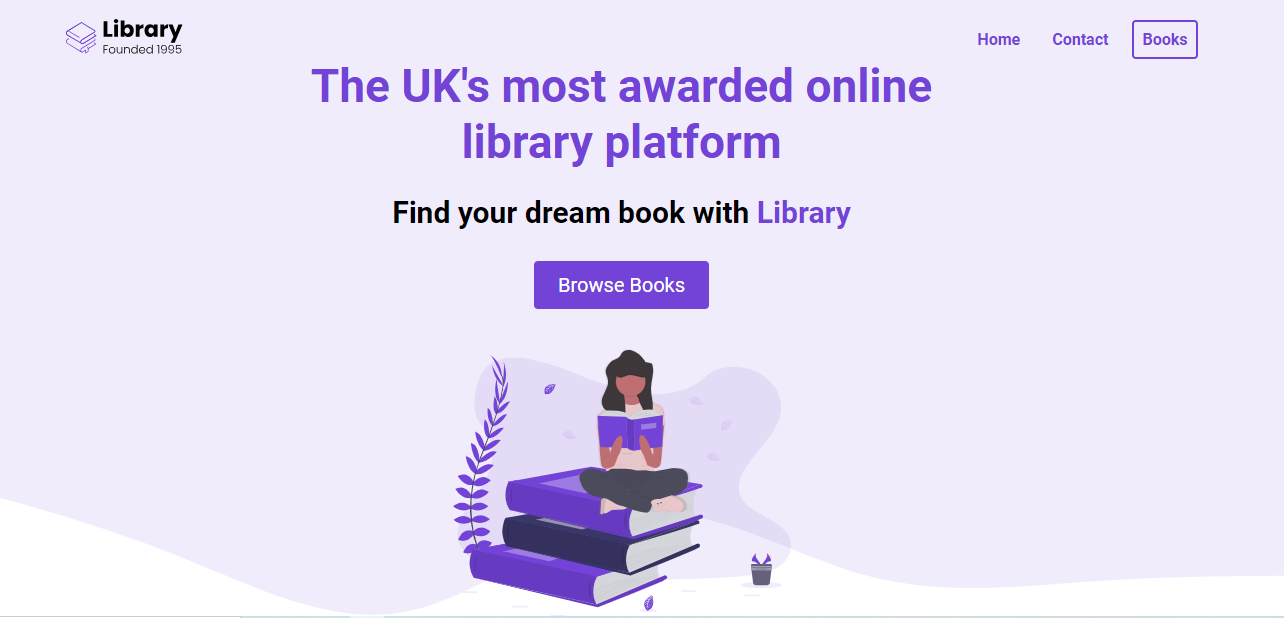 Library
Founded 1995
Home
Contact
Books
The UK's most awarded online
library platform
Find your dream book with Library
Browse Books